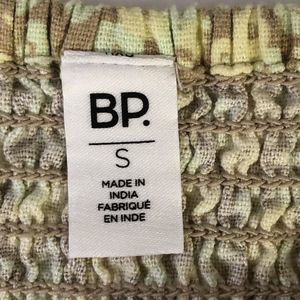 BP.
S
MADE IN
INDIA
FABRIQUÉ
EN INDE